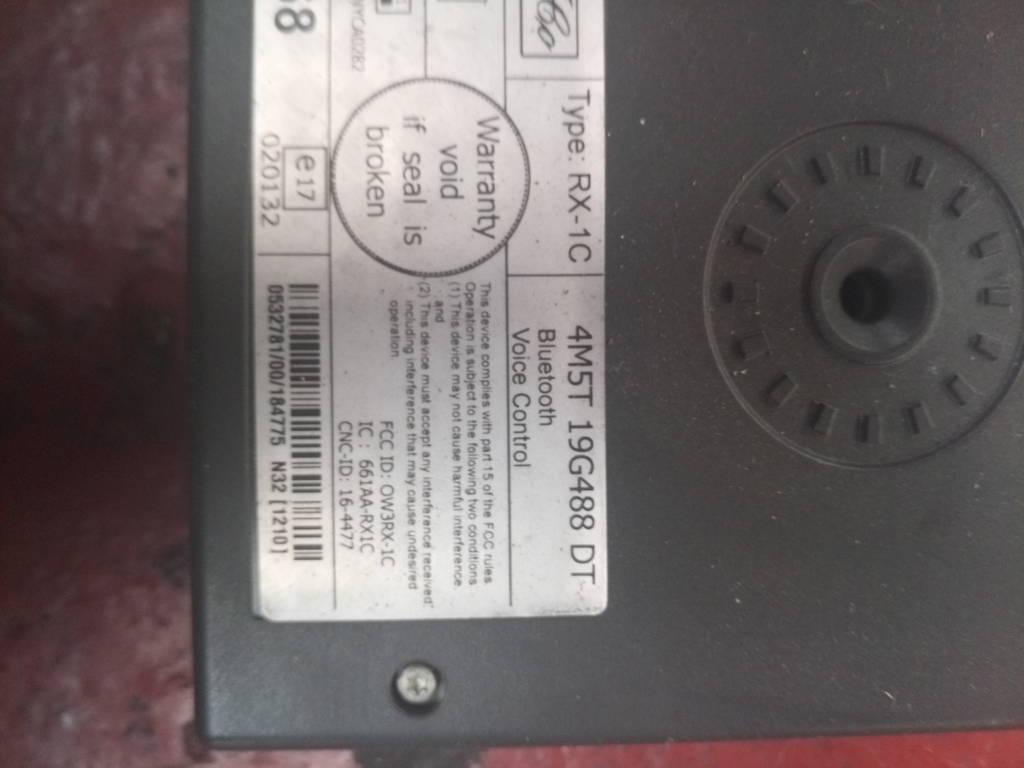 Type: RX-1C
4M5T 19G488 DT
Bluetooth
Voice Control
Warranty
void
if seal is
broken
This device complies with part 15 of the FCC rules.
Operation is subject to the following two conditions
(1) This device may not cause harmful interference.
and
(2) This device must accept any interference received,
including interference that may cause undesired
operation
FCC ID: OW3RX-1C
IC: 661AA-RX1C
CNC-ID: 16-4477
e17
020132
0532781/00/184775 N32 [1210]